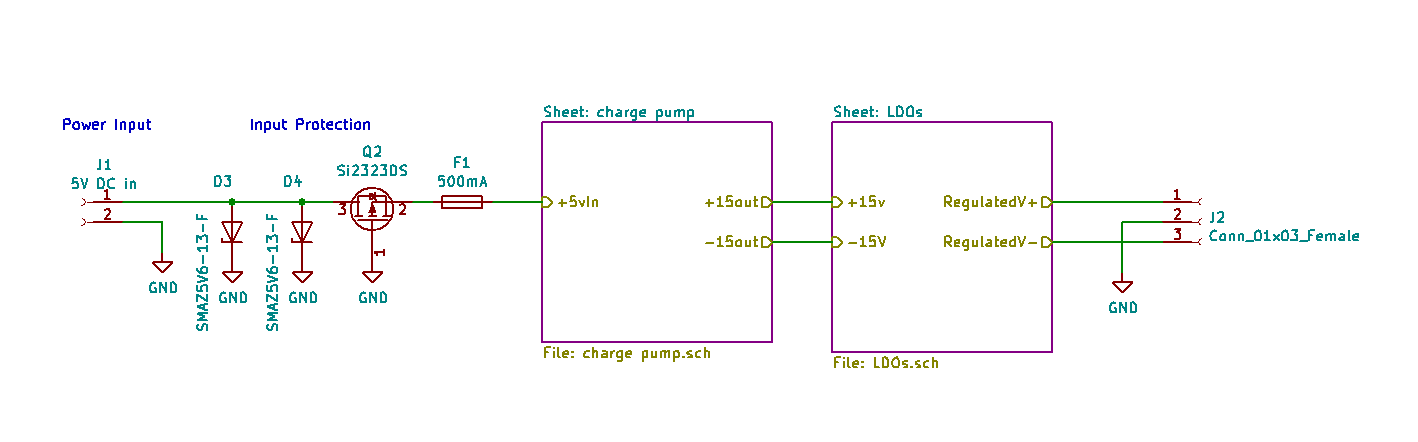 Power Input
Input Protection
J1
5V DC in
1
2
GND
D3
SMAZ5V6-13-F
GND
D4
SMAZ5V6-13-F
GND
Q2
Si2323DS
3
2
1
GND
F1
500mA
Sheet: charge pump
+5vIn
+15out
-15out
File: charge pump.sch
Sheet: LDOs
+15v
-15V
RegulatedV+
RegulatedV-
File: LDOs.sch
1
2
3
J2
Conn_01x03_Female
GND